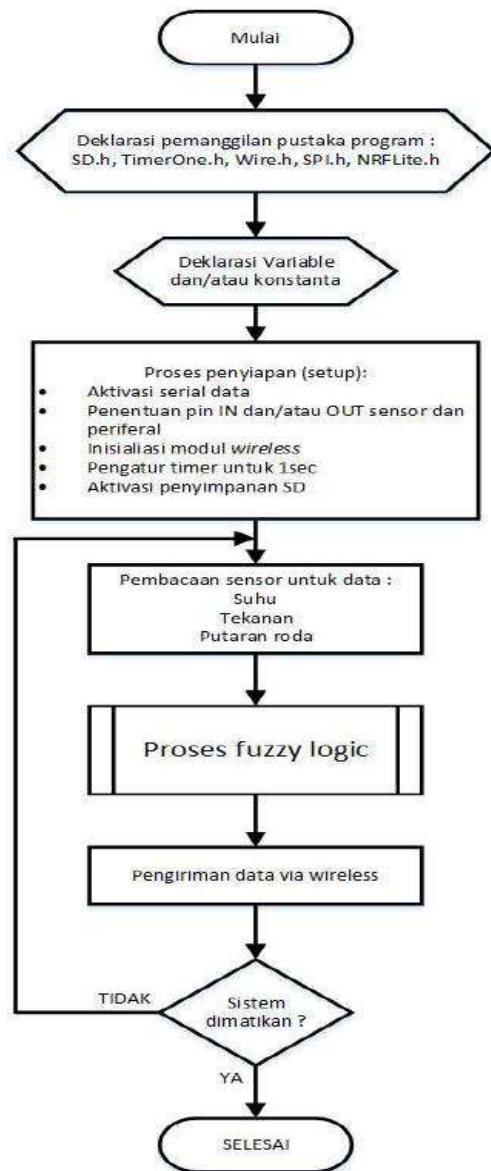 Mulai
Deklarasi pemanggilan pustaka program :
SD.h, TimerOne.h, Wire.h, SPI.h, NRFLite.h
Deklarasi Variable
dan/atau konstanta
Proses penyiapan (setup):
• Aktivasi serial data
• Penentuan pin IN dan/atau OUT sensor dan
periferal
• Inisialiasi modul wireless
• Pengatur timer untuk 1sec
• Aktivasi penyimpanan SD
Pembacaan sensor untuk data :
Suhu
Tekanan
Putaran roda
Proses fuzzy logic
Pengiriman data via wireless
TIDAK
Sistem
dimatikan ?
YA
SELESAI